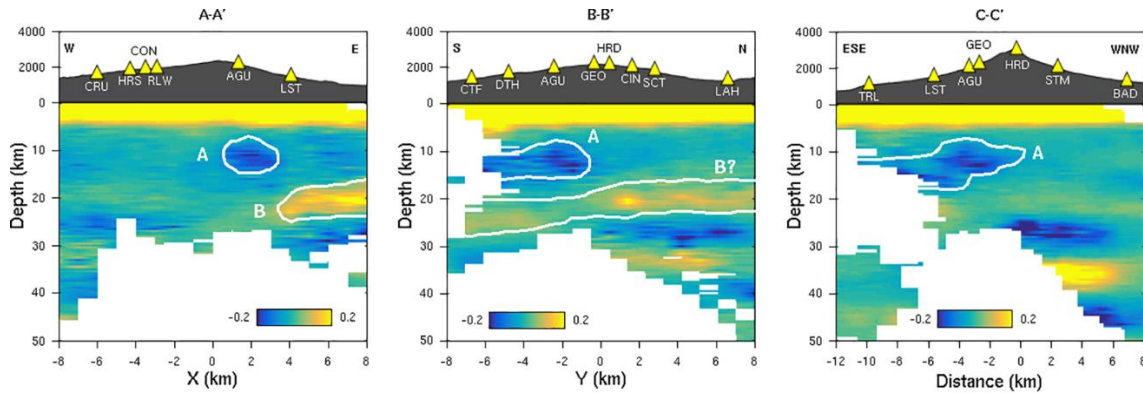 A-A'
4000
W
CON
E
2000
CRU
HRS
RLW
AGU
LST
0
10
A
20
B
30
40
-0.2
0.2
50
Depth (km)
-8 -6 -4 -2 0 2 4 6 8
X (km)
B-B'
4000
S
HRD
N
GEO
2000
CTF
DTH
AGU
CIN
SCT
LAH
0
10
A
B?
20
30
40
-0.2
0.2
50
Depth (km)
-8 -6 -4 -2 0 2 4 6 8
Y (km)
C-C'
4000
ESE
GEO
WNW
2000
TRL
LST
AGU
HRD
STM
BAD
0
10
A
20
30
40
-0.2
0.2
50
Depth (km)
-12 -10 -8 -6 -4 -2 0 2 4 6 8
Distance (km)